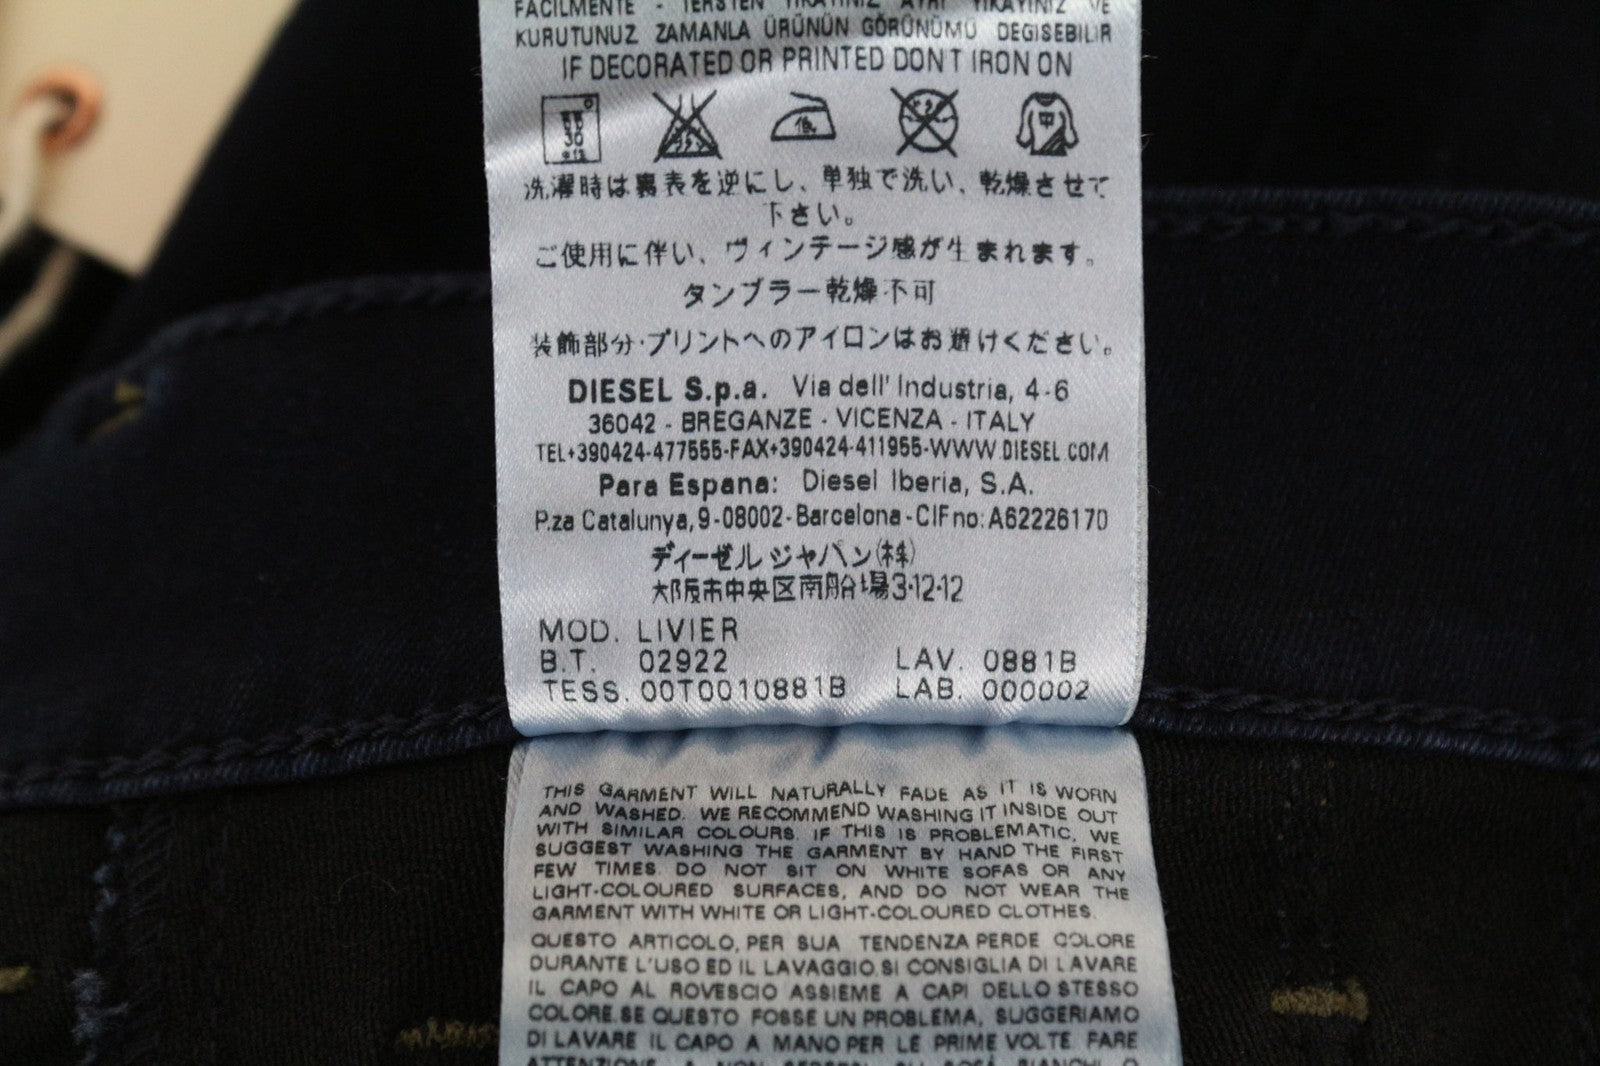 FACILMENTE - TERSTEN YIKAYINIZ AYRI YIKAYINIZ VE
KURUTUNUZ ZAMANLA ÜRÜNÜN GÖRÜNÜMÜ DEGISEBILIR
IF DECORATED OR PRINTED DON'T IRON ON
30
低
中
洗濯時は裏表を逆にし、単独で洗い、乾燥させて
下さい。
ご使用に伴い、ヴィンテージ感が生まれます。
タンブラー乾燥不可
装飾部分・プリントへのアイロンはお避けください。
DIESEL S.p.a. Via dell' Industria, 4-6
36042 - BREGANZE - VICENZA - ITALY
TEL+390424-477555-FAX+390424-411955-WWW.DIESEL.COM
Para Espana: Diesel Iberia, S.A.
P.za Catalunya, 9-08002-Barcelona-CIF no: A62226170
ディーゼル ジャパン(株)
大阪市中央区南船場3-12-12
MOD. LIVIER
B.T. 02922 LAV. 0881B
TESS. 00T0010881B LAB. 000002
THIS GARMENT WILL NATURALLY FADE AS IT IS WORN
AND WASHED. WE RECOMMEND WASHING IT INSIDE OUT
WITH SIMILAR COLOURS. IF THIS IS PROBLEMATIC, WE
SUGGEST WASHING THE GARMENT BY HAND THE FIRST
FEW TIMES. DO NOT SIT ON WHITE SOFAS OR ANY
LIGHT-COLOURED SURFACES, AND DO NOT WEAR THE
GARMENT WITH WHITE OR LIGHT-COLOURED CLOTHES.
QUESTO ARTICOLO, PER SUA TENDENZA PERDE COLORE
DURANTE L'USO ED IL LAVAGGIO. SI CONSIGLIA DI LAVARE
IL CAPO AL ROVESCIO ASSIEME A CAPI DELLO STESSO
COLORE. SE QUESTO FOSSE UN PROBLEMA, SUGGERIAMO
DI LAVARE IL CAPO A MANO PER LE PRIME VOLTE. FARE
ATTENZIONE A NON